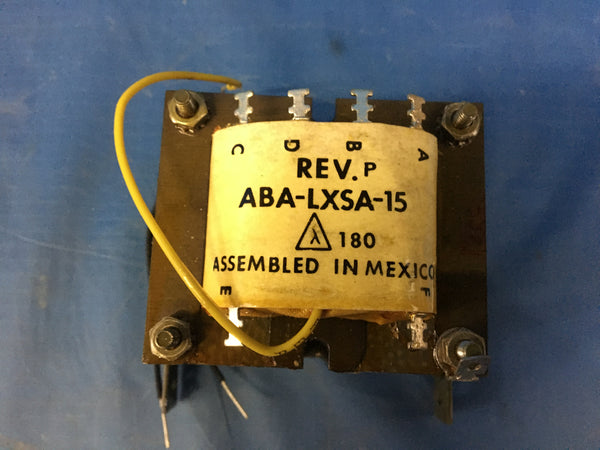 C D B A
REV. P
ABA-LXSA-15
λ 180
ASSEMBLED IN MEXICO
E F